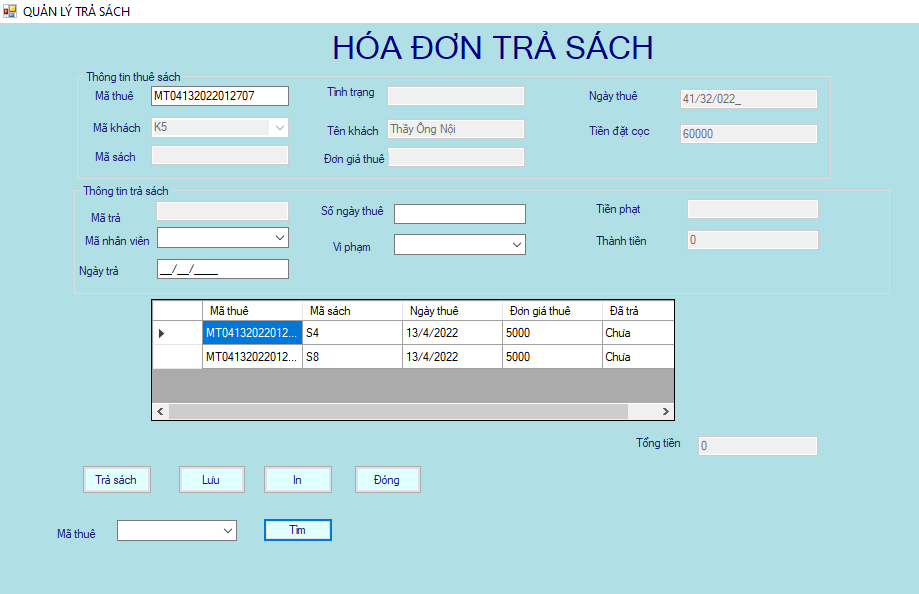 QUẢN LÝ TRẢ SÁCH
HÓA ĐƠN TRẢ SÁCH
Thông tin thuê sách
Mã thuê MT04132022012707 Tình trạng Ngày thuê 41/32/022_
Mã khách K5 Tên khách Thầy Ông Nội Tiền đặt cọc 60000
Mã sách Đơn giá thuê
Thông tin trả sách
Mã trả Số ngày thuê Tiền phạt
Mã nhân viên Vi phạm Thành tiền 0
Ngày trả __/__/____
Mã thuê Mã sách Ngày thuê Đơn giá thuê Đã trả
MT04132022012... S4 13/4/2022 5000 Chưa
MT04132022012... S8 13/4/2022 5000 Chưa
Tổng tiền 0
Trả sách Lưu In Đóng
Mã thuê Tìm